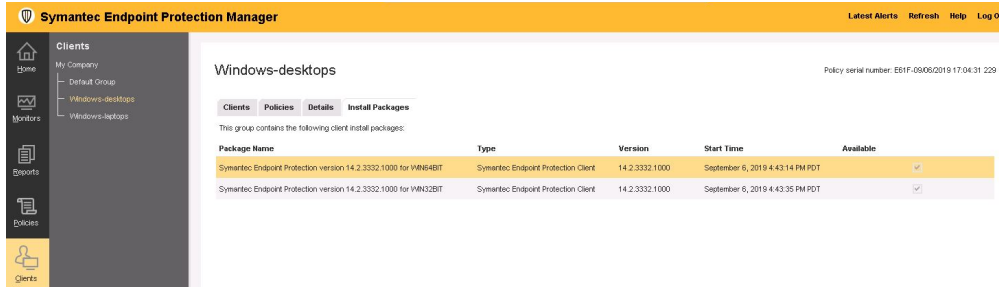 Symantec Endpoint Protection Manager
Latest Alerts Refresh Help Log O
Home
Monitors
Reports
Policies
Clients
Clients
My Company
Default Group
Windows-desktops
Windows-laptops
Windows-desktops
Policy serial number: E61F-09/06/2019 17:04:31 229
Clients Policies Details Install Packages
This group contains the following client install packages:
Package Name Type Version Start Time Available
Symantec Endpoint Protection version 14.2.3332.1000 for WIN64BIT Symantec Endpoint Protection Client 14.2.3332.1000 September 6, 2019 4:43:14 PM PDT
Symantec Endpoint Protection version 14.2.3332.1000 for WIN32BIT Symantec Endpoint Protection Client 14.2.3332.1000 September 6, 2019 4:43:35 PM PDT